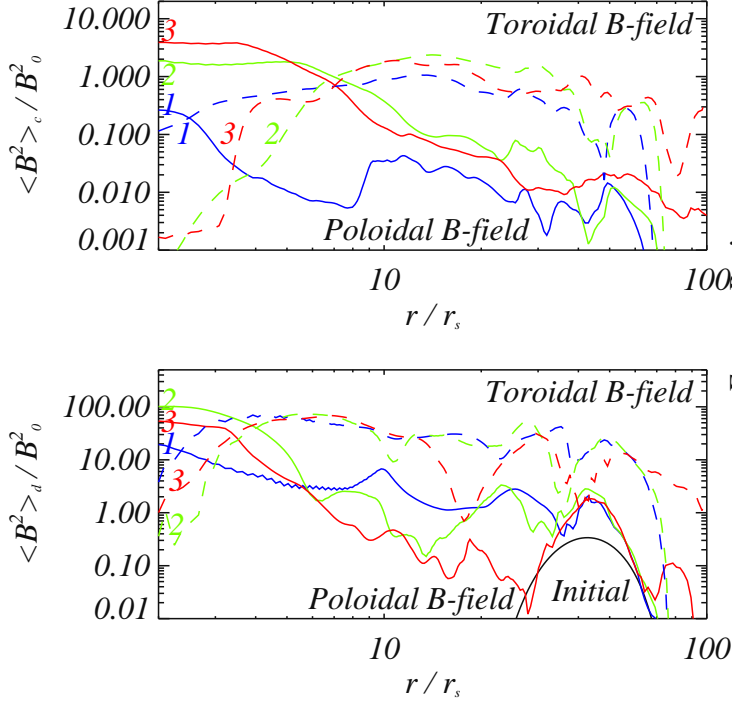 10.000
1.000
0.100
0.010
0.001
<B²>c / B²0
3
2
1
1
3
2
Toroidal B-field
Poloidal B-field
10
100
r / rs
100.00
10.00
1.00
0.10
0.01
<B²>d / B²0
2
3
1
3
2
Toroidal B-field
Poloidal B-field
Initial
10
100
r / rs